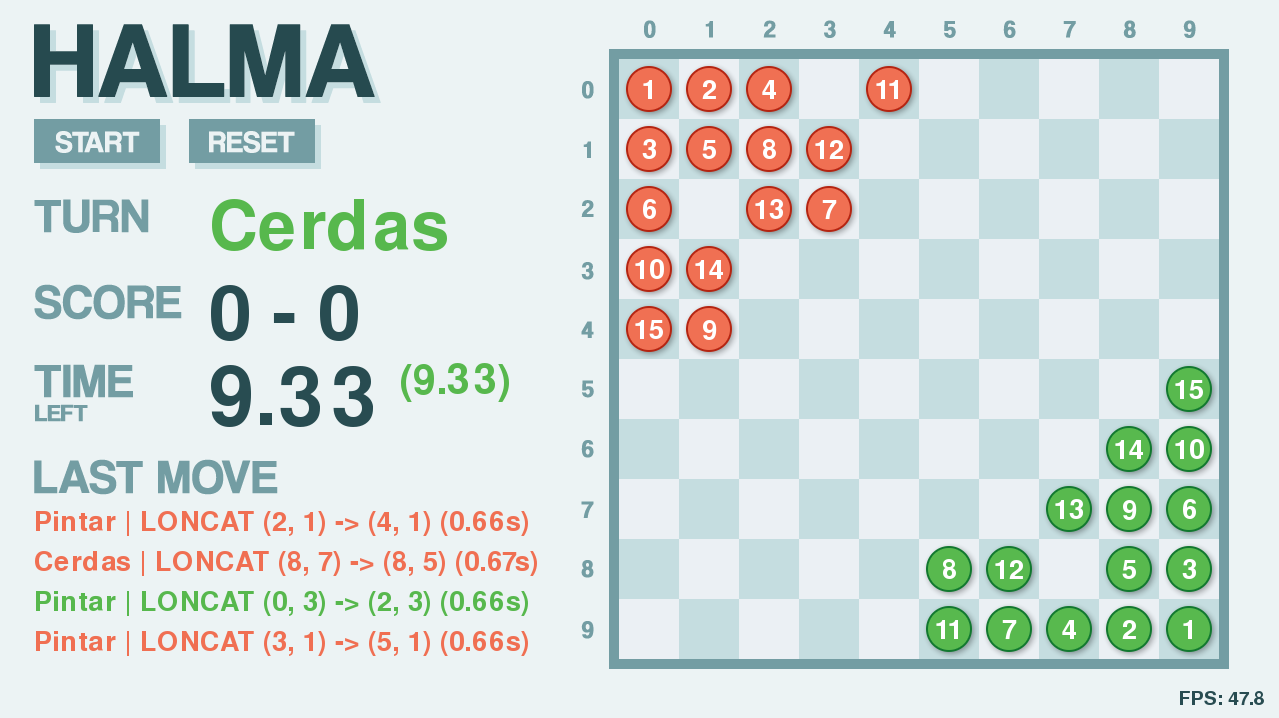 HALMA
START RESET
TURN Cerdas
SCORE 0 - 0
TIME LEFT 9.33 (9.33)
LAST MOVE
Pintar | LONCAT (2, 1) -> (4, 1) (0.66s)
Cerdas | LONCAT (8, 7) -> (8, 5) (0.67s)
Pintar | LONCAT (0, 3) -> (2, 3) (0.66s)
Pintar | LONCAT (3, 1) -> (5, 1) (0.66s)
0 1 2 3 4 5 6 7 8 9
0 1 2 4 11
1 3 5 8 12
2 6 13 7
3 10 14
4 15 9
5 15
6 14 10
7 13 9 6
8 8 12 5 3
9 11 7 4 2 1
FPS: 47.8